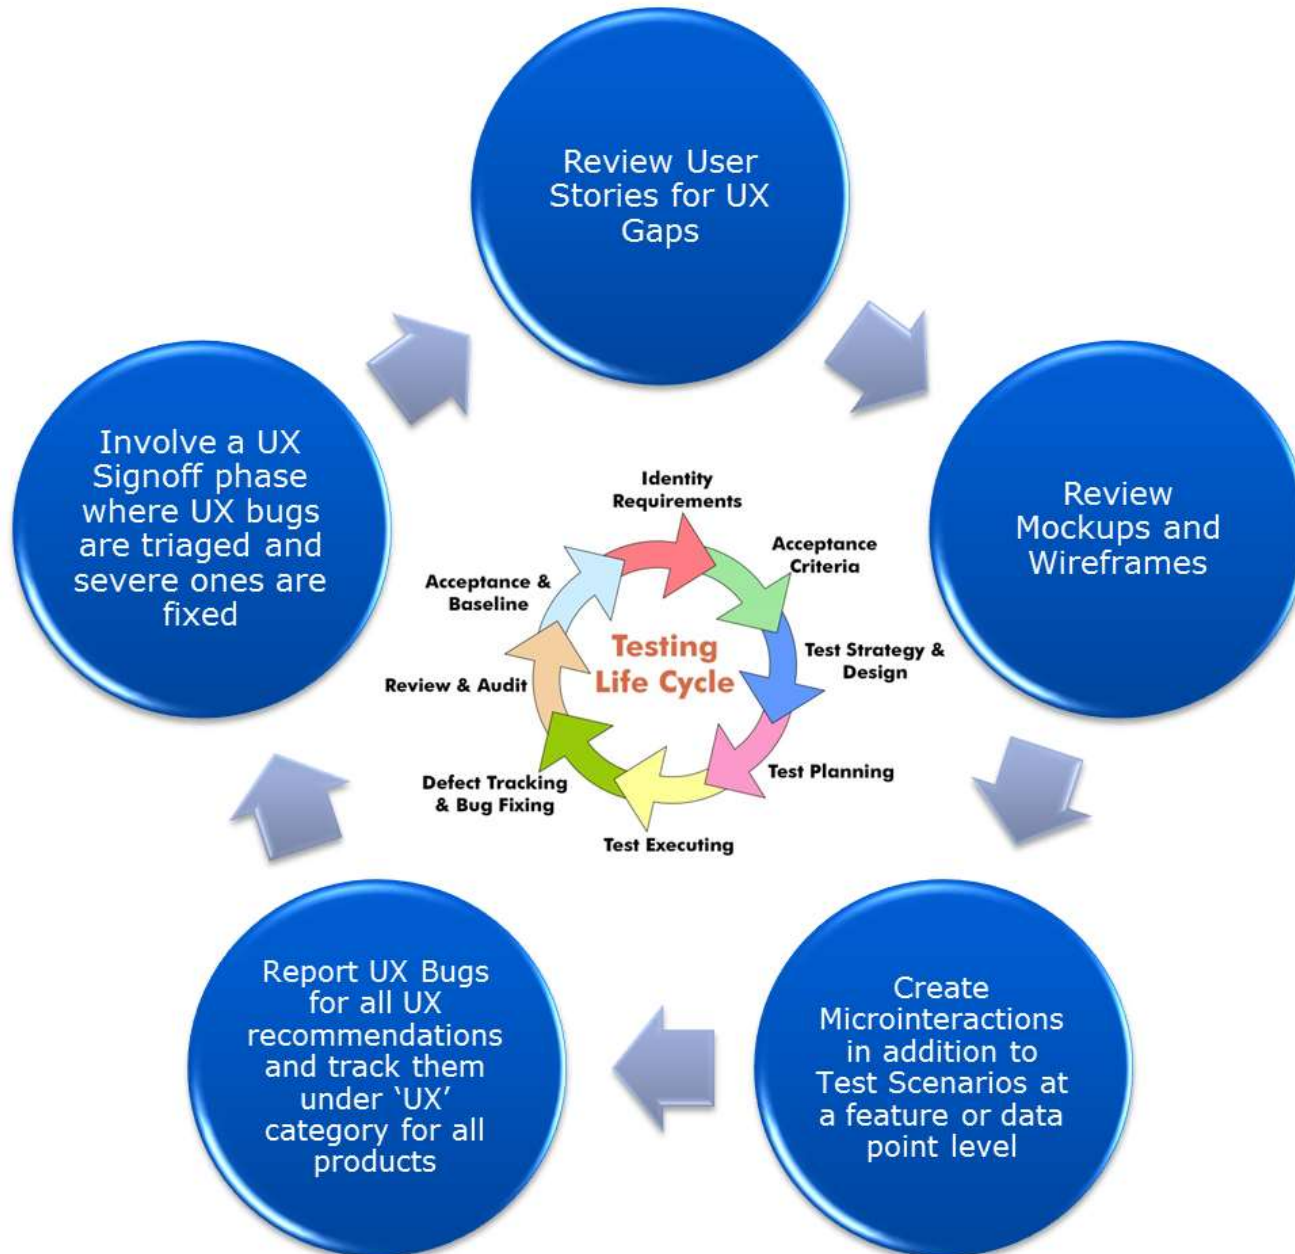 Review User
Stories for UX
Gaps
Review
Mockups and
Wireframes
Create
Microinteractions
in addition to
Test Scenarios at
a feature or data
point level
Report UX Bugs
for all UX
recommendations
and track them
under ‘UX’
category for all
products
Involve a UX
Signoff phase
where UX bugs
are triaged and
severe ones are
fixed
Testing
Life Cycle
Identity
Requirements
Acceptance
Criteria
Test Strategy &
Design
Test Planning
Test Executing
Defect Tracking
& Bug Fixing
Review & Audit
Acceptance &
Baseline